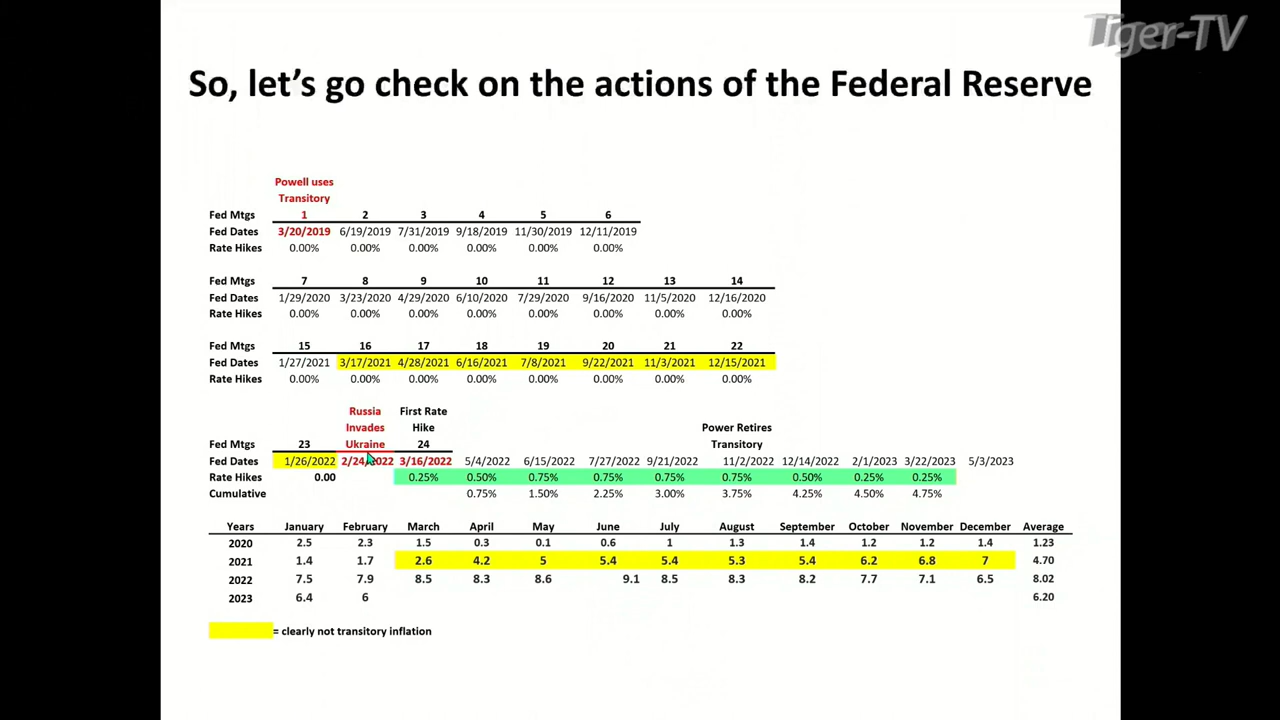 Tiger-TV
So, let's go check on the actions of the Federal Reserve
Powell uses
Transitory
Fed Mtgs 1 2 3 4 5 6
Fed Dates 3/20/2019 6/19/2019 7/31/2019 9/18/2019 11/30/2019 12/11/2019
Rate Hikes 0.00% 0.00% 0.00% 0.00% 0.00% 0.00%
Fed Mtgs 7 8 9 10 11 12 13 14
Fed Dates 1/29/2020 3/23/2020 4/29/2020 6/10/2020 7/29/2020 9/16/2020 11/5/2020 12/16/2020
Rate Hikes 0.00% 0.00% 0.00% 0.00% 0.00% 0.00% 0.00% 0.00%
Fed Mtgs 15 16 17 18 19 20 21 22
Fed Dates 1/27/2021 3/17/2021 4/28/2021 6/16/2021 7/8/2021 9/22/2021 11/3/2021 12/15/2021
Rate Hikes 0.00% 0.00% 0.00% 0.00% 0.00% 0.00% 0.00% 0.00%
Russia First Rate
Invades Hike Power Retires
Fed Mtgs 23 Ukraine 24 Transitory
Fed Dates 1/26/2022 2/24/2022 3/16/2022 5/4/2022 6/15/2022 7/27/2022 9/21/2022 11/2/2022 12/14/2022 2/1/2023 3/22/2023 5/3/2023
Rate Hikes 0.00 0.25% 0.50% 0.75% 0.75% 0.75% 0.75% 0.50% 0.25% 0.25%
Cumulative 0.75% 1.50% 2.25% 3.00% 3.75% 4.25% 4.50% 4.75%
Years January February March April May June July August September October November December Average
2020 2.5 2.3 1.5 0.3 0.1 0.6 1 1.3 1.4 1.2 1.2 1.4 1.23
2021 1.4 1.7 2.6 4.2 5 5.4 5.4 5.3 5.4 6.2 6.8 7 4.70
2022 7.5 7.9 8.5 8.3 8.6 9.1 8.5 8.3 8.2 7.7 7.1 6.5 8.02
2023 6.4 6 6.20
= clearly not transitory inflation